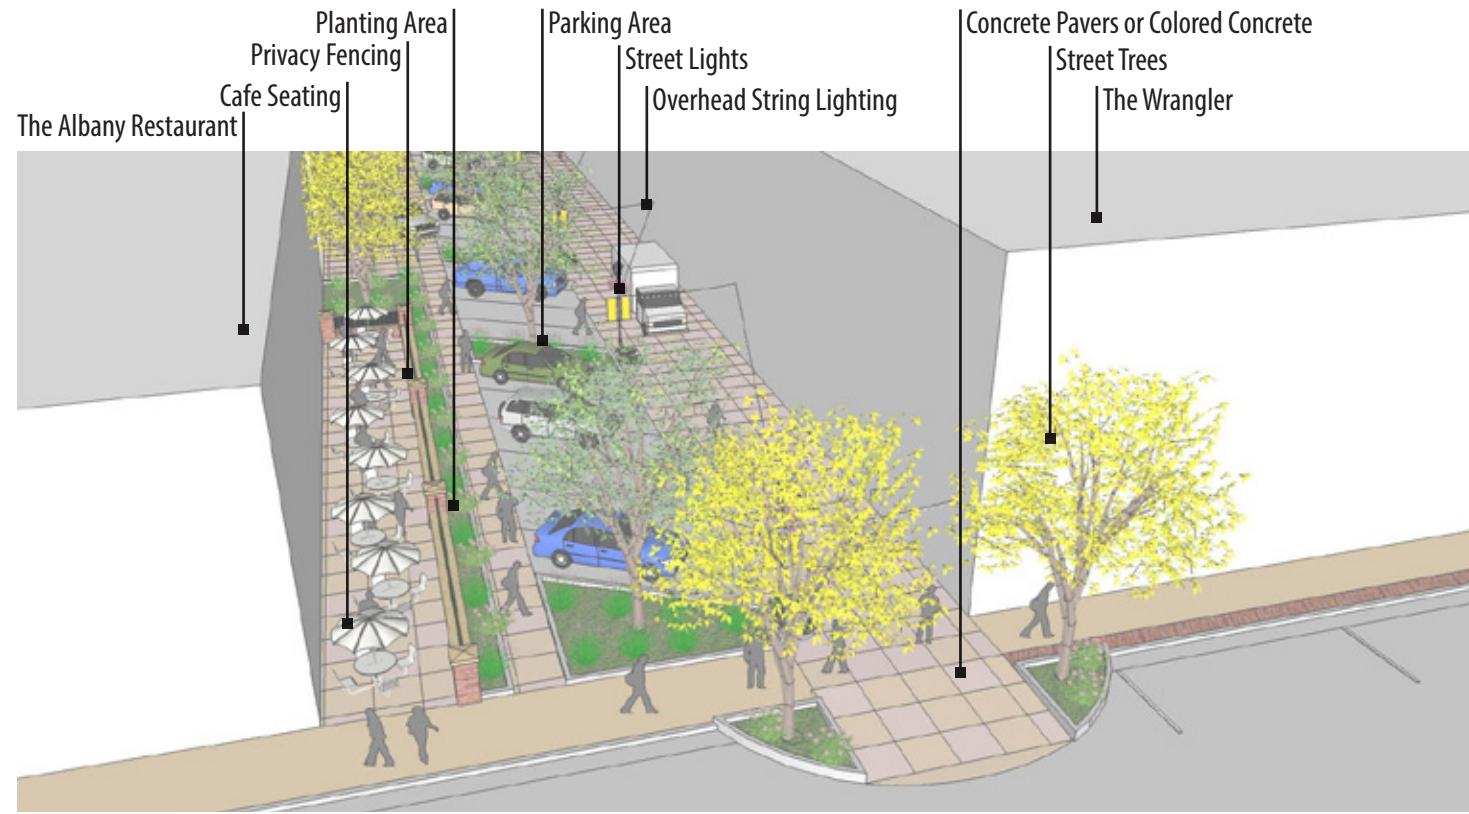 Planting Area
Parking Area
Concrete Pavers or Colored Concrete
Privacy Fencing
Street Lights
Street Trees
Cafe Seating
Overhead String Lighting
The Wrangler
The Albany Restaurant